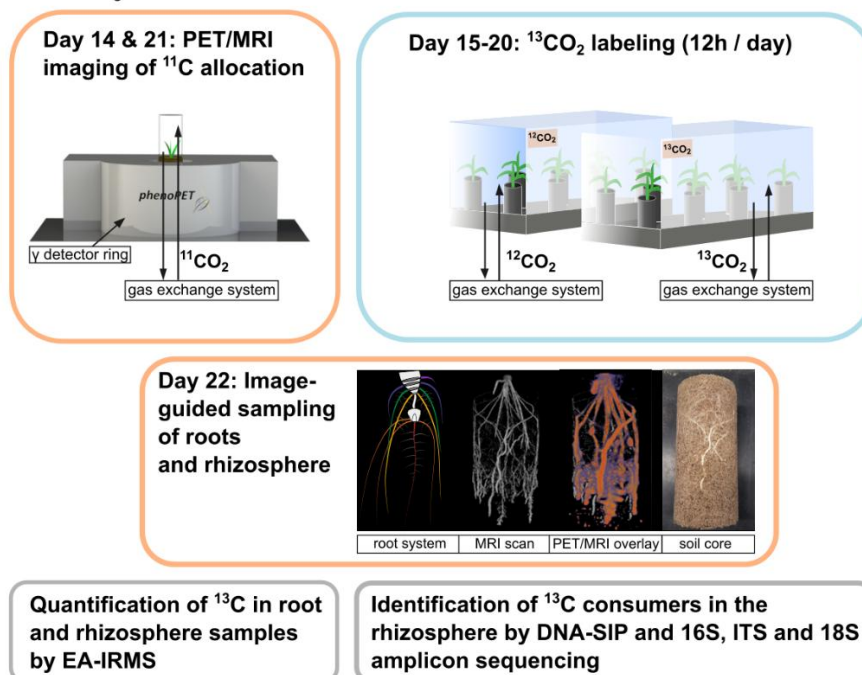 Day 14 & 21: PET/MRI
imaging of ¹¹C allocation
phenoPET
γ detector ring
¹¹CO₂
gas exchange system
Day 15-20: ¹³CO₂ labeling (12h / day)
¹²CO₂
¹³CO₂
¹²CO₂
¹³CO₂
gas exchange system
gas exchange system
Day 22: Image-
guided sampling
of roots
and rhizosphere
root system
MRI scan
PET/MRI overlay
soil core
Quantification of ¹³C in root
and rhizosphere samples
by EA-IRMS
Identification of ¹³C consumers in the
rhizosphere by DNA-SIP and 16S, ITS and 18S
amplicon sequencing